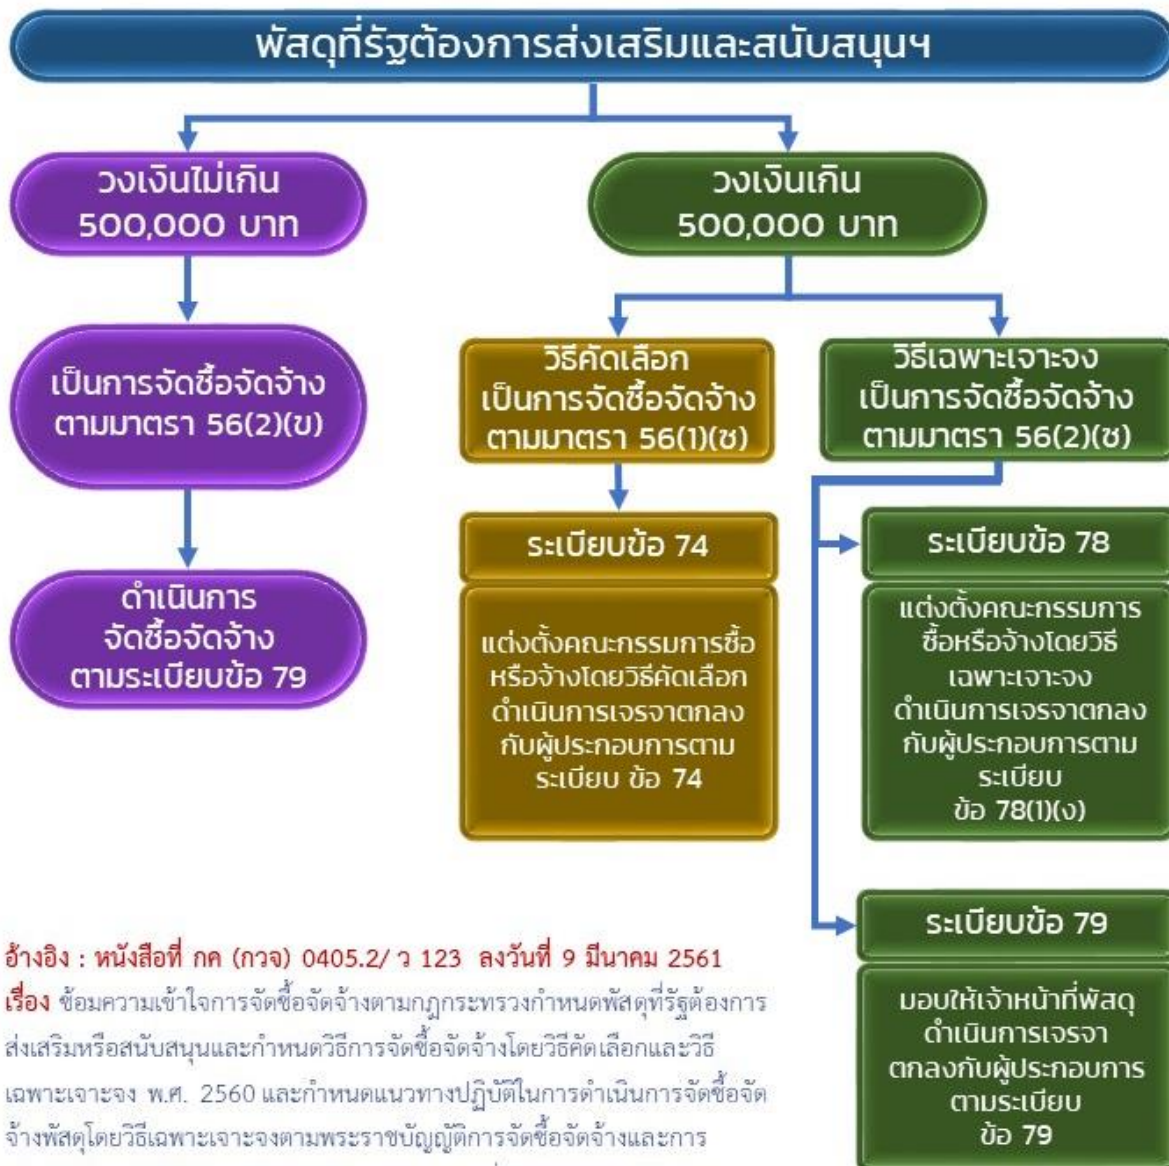 พัสดุที่รัฐต้องการส่งเสริมและสนับสนุนฯ
วงเงินไม่เกิน
500,000 บาท
เป็นการจัดซื้อจัดจ้าง
ตามมาตรา 56(2)(ข)
ดำเนินการ
จัดซื้อจัดจ้าง
ตามระเบียบข้อ 79
วงเงินเกิน
500,000 บาท
วิธีคัดเลือก
เป็นการจัดซื้อจัดจ้าง
ตามมาตรา 56(1)(ซ)
ระเบียบข้อ 74
แต่งตั้งคณะกรรมการซื้อ
หรือจ้างโดยวิธีคัดเลือก
ดำเนินการเจรจาตกลง
กับผู้ประกอบการตาม
ระเบียบ ข้อ 74
วิธีเฉพาะเจาะจง
เป็นการจัดซื้อจัดจ้าง
ตามมาตรา 56(2)(ซ)
ระเบียบข้อ 78
แต่งตั้งคณะกรรมการ
ซื้อหรือจ้างโดยวิธี
เฉพาะเจาะจง
ดำเนินการเจรจาตกลง
กับผู้ประกอบการตาม
ระเบียบ
ข้อ 78(1)(ง)
ระเบียบข้อ 79
มอบให้เจ้าหน้าที่พัสดุ
ดำเนินการเจรจา
ตกลงกับผู้ประกอบการ
ตามระเบียบ
ข้อ 79
อ้างอิง : หนังสือที่ กค (กวจ) 0405.2/ ว 123 ลงวันที่ 9 มีนาคม 2561
เรื่อง ซ้อมความเข้าใจการจัดซื้อจัดจ้างตามกฎกระทรวงกำหนดพัสดุที่รัฐต้องการ
ส่งเสริมหรือสนับสนุนและกำหนดวิธีการจัดซื้อจัดจ้างโดยวิธีคัดเลือกและวิธี
เฉพาะเจาะจง พ.ศ. 2560 และกำหนดแนวทางปฏิบัติในการดำเนินการจัดซื้อจัด
จ้างพัสดุโดยวิธีเฉพาะเจาะจงตามพระราชบัญญัติการจัดซื้อจัดจ้างและการ